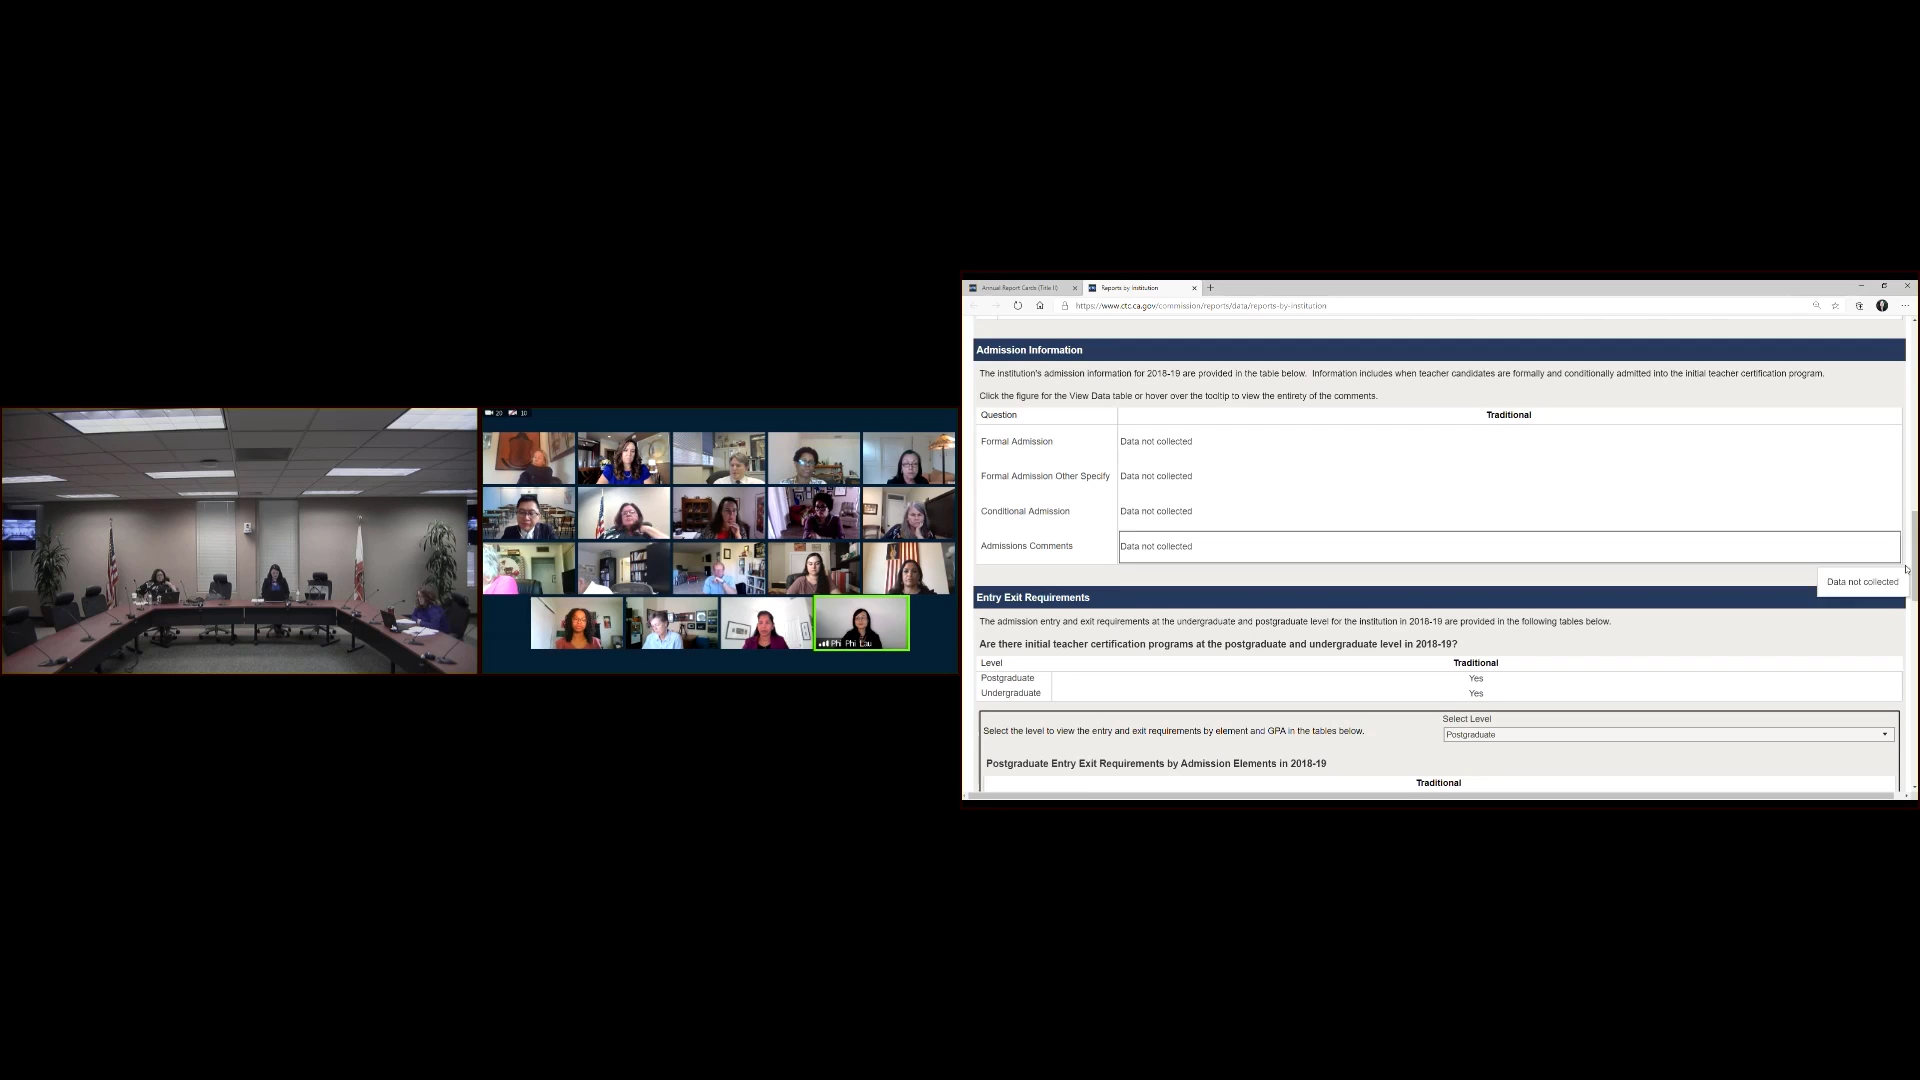 20 10
Phi Phi Lau
Annual Report Cards (Title II)
Reports by Institution
https://www.ctc.ca.gov/commission/reports/data/reports-by-institution
Admission Information
The institution's admission information for 2018-19 are provided in the table below. Information includes when teacher candidates are formally and conditionally admitted into the initial teacher certification program.
Click the figure for the View Data table or hover over the tooltip to view the entirety of the comments.
Question Traditional
Formal Admission Data not collected
Formal Admission Other Specify Data not collected
Conditional Admission Data not collected
Admissions Comments Data not collected
Data not collected
Entry Exit Requirements
The admission entry and exit requirements at the undergraduate and postgraduate level for the institution in 2018-19 are provided in the following tables below.
Are there initial teacher certification programs at the postgraduate and undergraduate level in 2018-19?
Level Traditional
Postgraduate Yes
Undergraduate Yes
Select Level
Select the level to view the entry and exit requirements by element and GPA in the tables below.
Postgraduate
Postgraduate Entry Exit Requirements by Admission Elements in 2018-19
Traditional